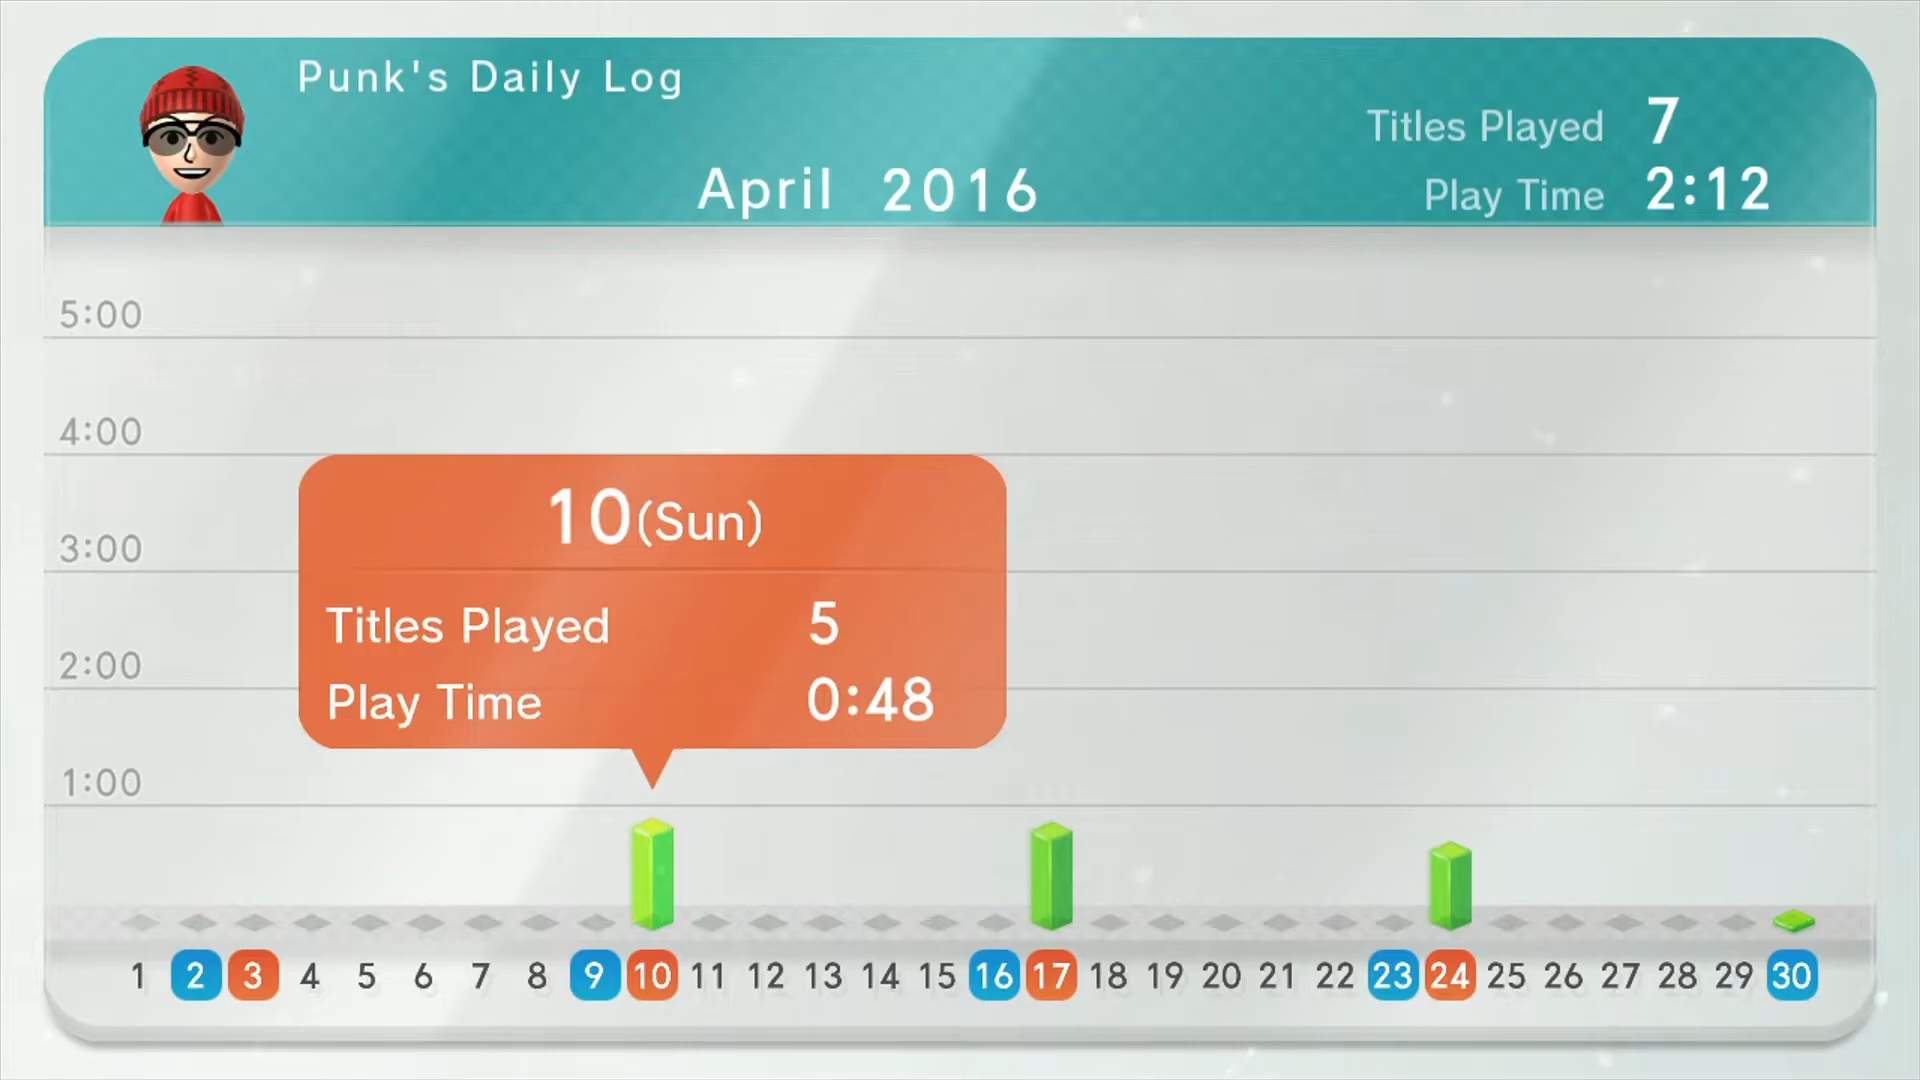 Punk's Daily Log
Titles Played 7
April 2016
Play Time 2:12
5:00
4:00
10(Sun)
3:00
Titles Played 5
2:00
Play Time 0:48
1:00
1 2 3 4 5 6 7 8 9 10 11 12 13 14 15 16 17 18 19 20 21 22 23 24 25 26 27 28 29 30